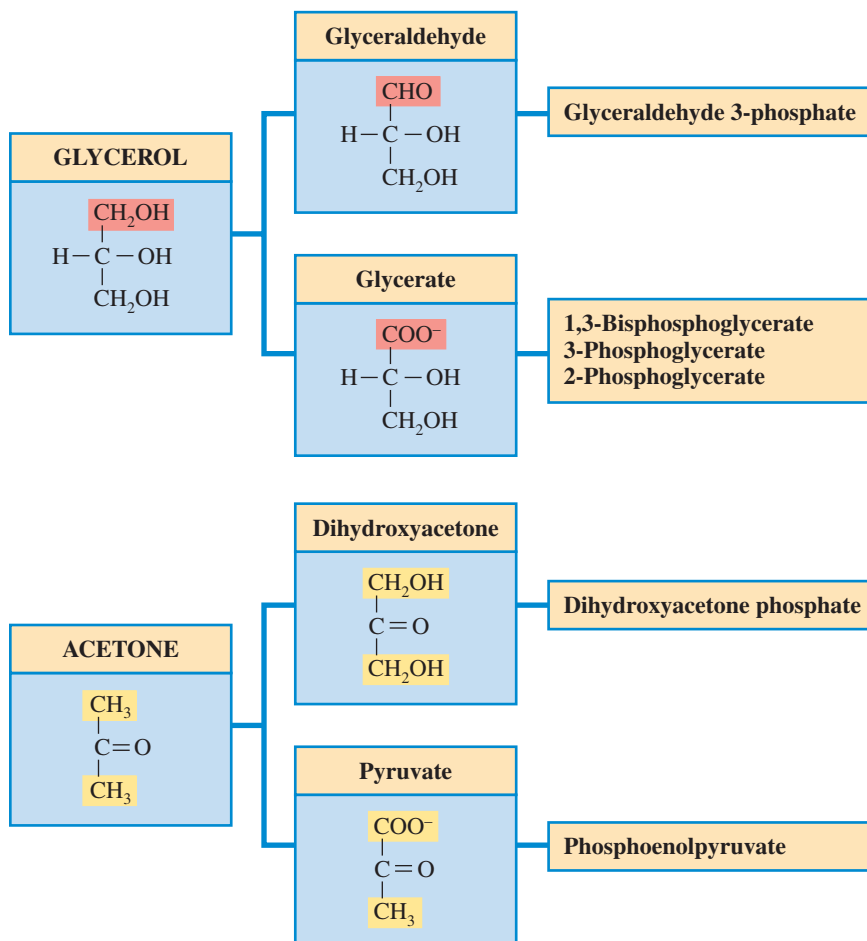 GLYCEROL
CH₂OH
H–C–OH
CH₂OH
Glyceraldehyde
CHO
H–C–OH
CH₂OH
Glyceraldehyde 3-phosphate
Glycerate
COO⁻
H–C–OH
CH₂OH
1,3-Bisphosphoglycerate
3-Phosphoglycerate
2-Phosphoglycerate
ACETONE
CH₃
C=O
CH₃
Dihydroxyacetone
CH₂OH
C=O
CH₂OH
Dihydroxyacetone phosphate
Pyruvate
COO⁻
C=O
CH₃
Phosphoenolpyruvate